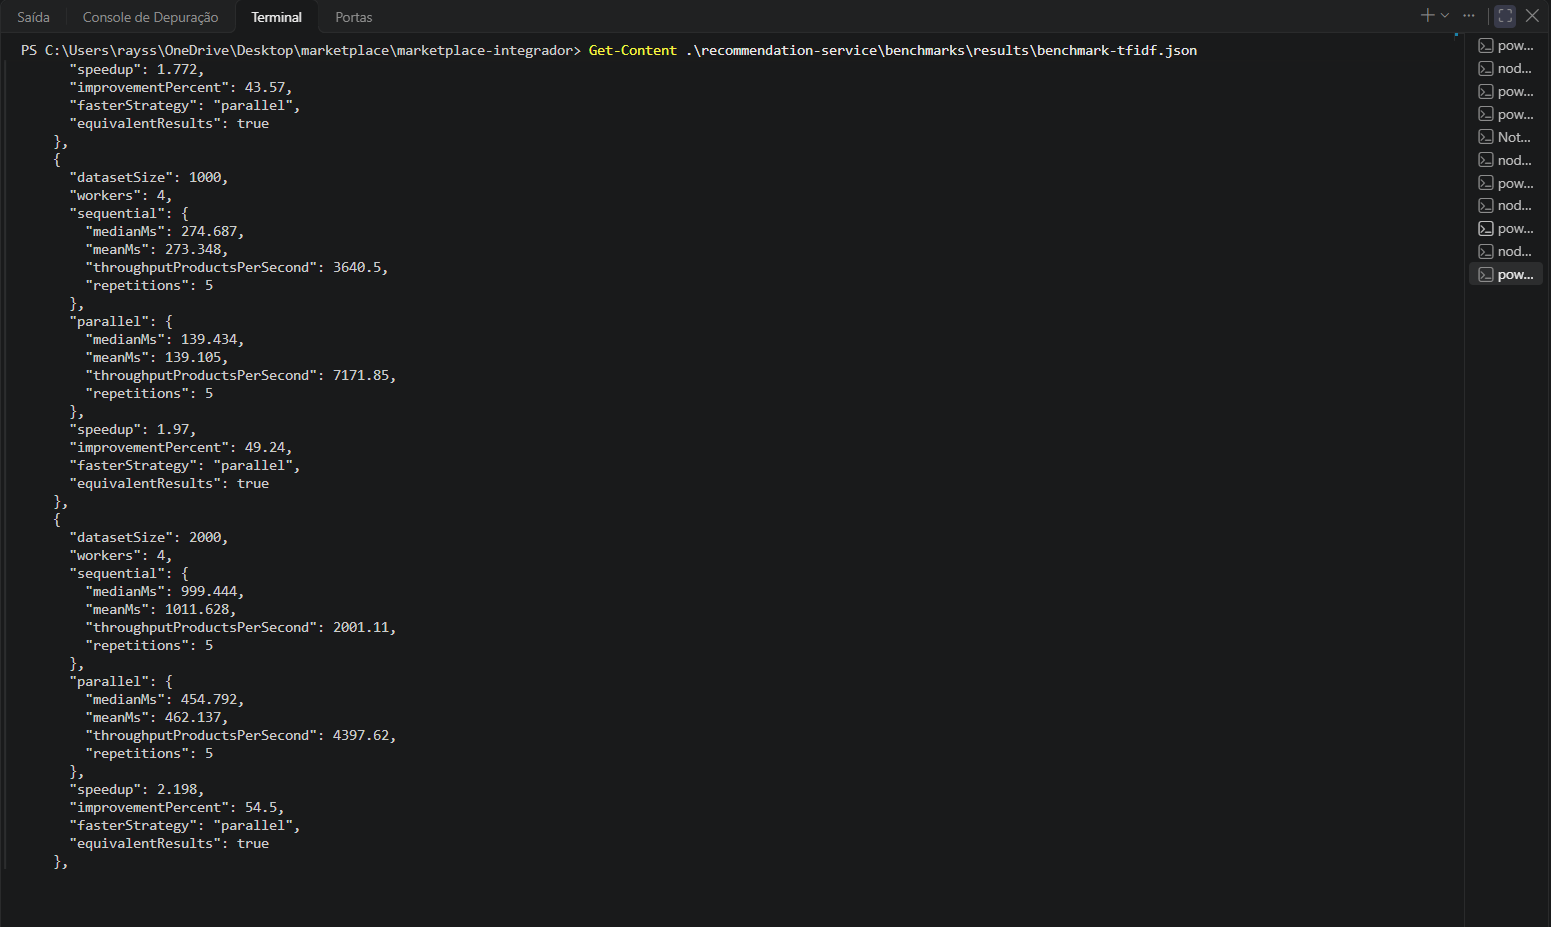 Saída Console de Depuração Terminal Portas
PS C:\Users\rayss\OneDrive\Desktop\marketplace\marketplace-integrador> Get-Content .\recommendation-service\benchmarks\results\benchmark-tfidf.json
"speedup": 1.772,
"improvementPercent": 43.57,
"fasterStrategy": "parallel",
"equivalentResults": true
},
{
"datasetSize": 1000,
"workers": 4,
"sequential": {
"medianMs": 274.687,
"meanMs": 273.348,
"throughputProductsPerSecond": 3640.5,
"repetitions": 5
},
"parallel": {
"medianMs": 139.434,
"meanMs": 139.105,
"throughputProductsPerSecond": 7171.85,
"repetitions": 5
},
"speedup": 1.97,
"improvementPercent": 49.24,
"fasterStrategy": "parallel",
"equivalentResults": true
},
{
"datasetSize": 2000,
"workers": 4,
"sequential": {
"medianMs": 999.444,
"meanMs": 1011.628,
"throughputProductsPerSecond": 2001.11,
"repetitions": 5
},
"parallel": {
"medianMs": 454.792,
"meanMs": 462.137,
"throughputProductsPerSecond": 4397.62,
"repetitions": 5
},
"speedup": 2.198,
"improvementPercent": 54.5,
"fasterStrategy": "parallel",
"equivalentResults": true
},
pow...
nod...
pow...
pow...
Not...
nod...
pow...
nod...
pow...
nod...
pow...